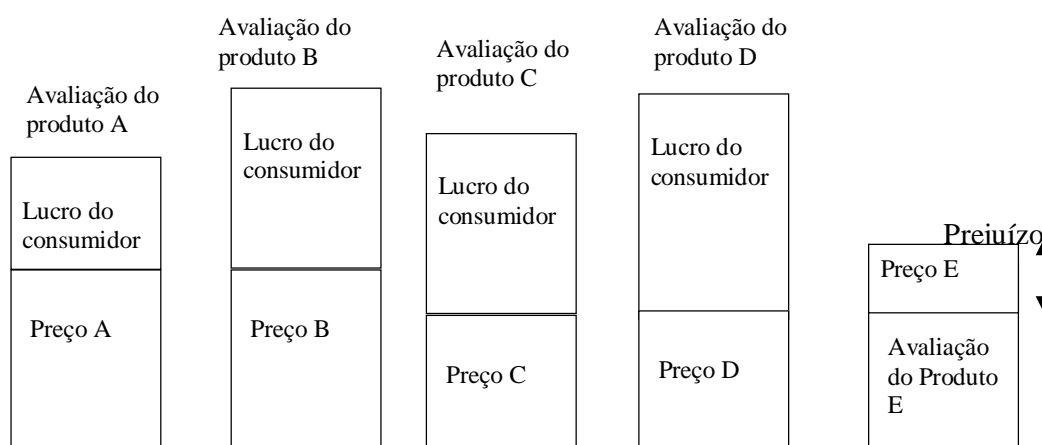 Avaliação do
produto A
Lucro do
consumidor
Preço A
Avaliação do
produto B
Lucro do
consumidor
Preço B
Avaliação do
produto C
Lucro do
consumidor
Preço C
Avaliação do
produto D
Lucro do
consumidor
Preço D
Prejuízo
Preço E
Avaliação
do Produto
E